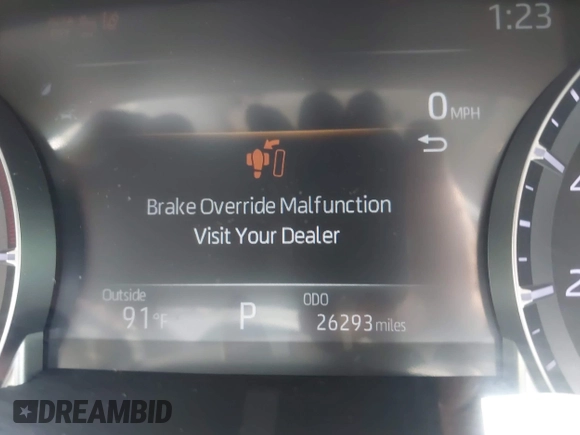 1:23
0 MPH
Brake Override Malfunction
Visit Your Dealer
Outside
91°F
P
ODO
26293 miles
DREAMBID